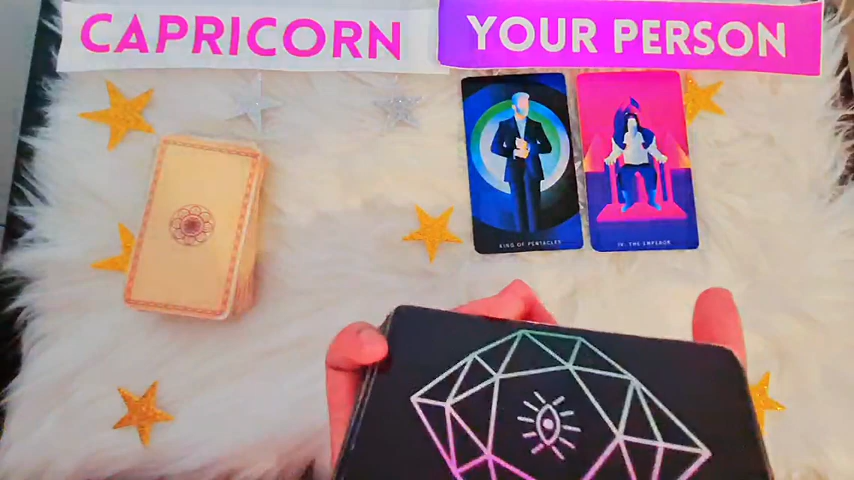 CAPRICORN
YOUR PERSON
KING OF PENTACLES
IV. THE EMPEROR